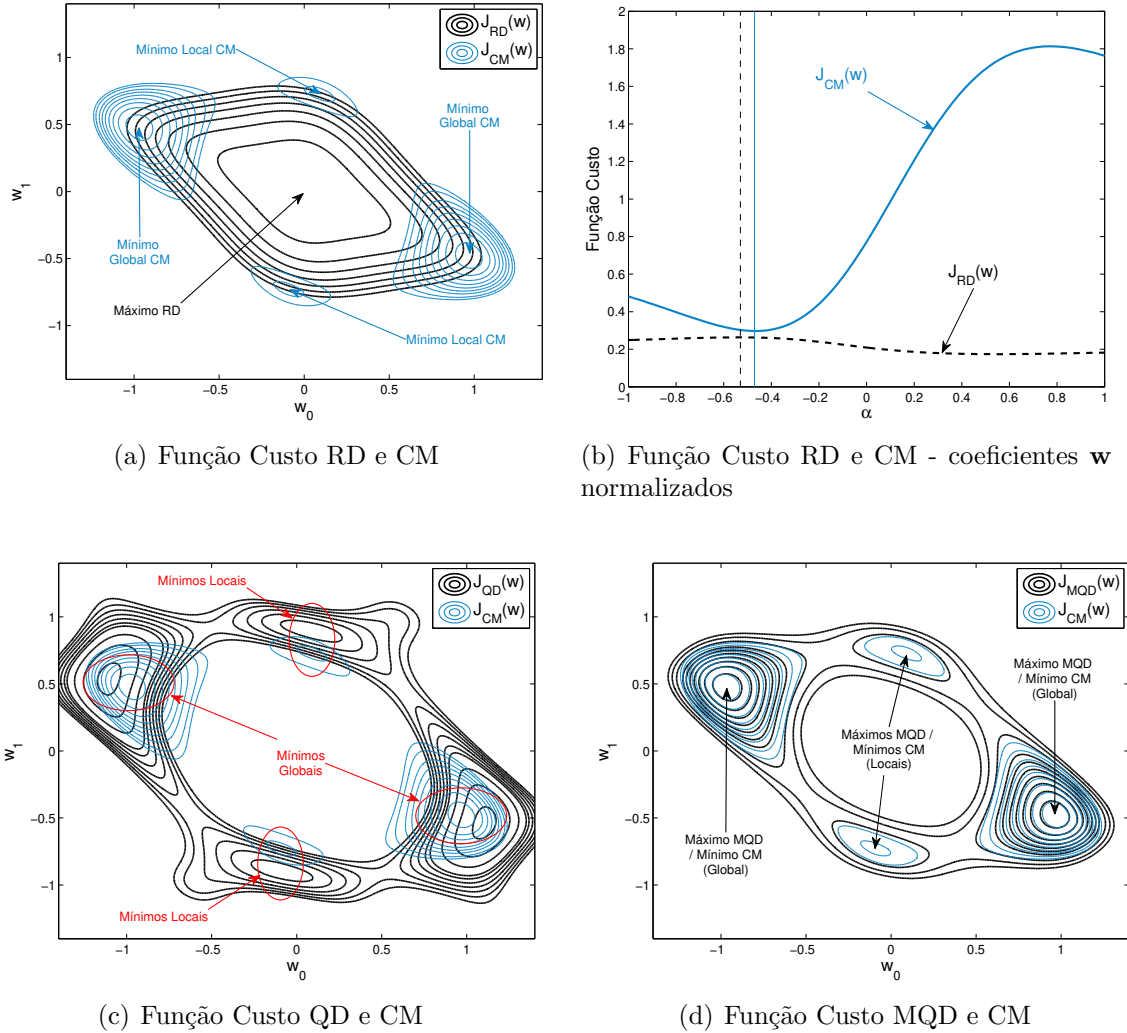 J_RD(w)
J_CM(w)
Mínimo Local CM
Mínimo
Global CM
Mínimo
Global CM
Máximo RD
Mínimo Local CM
w_1
1
0.5
0
−0.5
−1
−1
−0.5
0
0.5
1
w_0
(a) Função Custo RD e CM
Função Custo
2
1.8
1.6
1.4
1.2
1
0.8
0.6
0.4
0.2
0
J_CM(w)
J_RD(w)
−1
−0.8
−0.6
−0.4
−0.2
0
0.2
0.4
0.6
0.8
1
α
(b) Função Custo RD e CM - coeficientes w
normalizados
J_QD(w)
J_CM(w)
Mínimos Locais
Mínimos
Globais
Mínimos Locais
w_1
1
0.5
0
−0.5
−1
−1
−0.5
0
0.5
1
w_0
(c) Função Custo QD e CM
J_MQD(w)
J_CM(w)
Máximo MQD
/ Mínimo CM
(Global)
Máximos MQD /
Mínimos CM
(Locais)
Máximo MQD
/ Mínimo CM
(Global)
w_1
1
0.5
0
−0.5
−1
−1
−0.5
0
0.5
1
w_0
(d) Função Custo MQD e CM